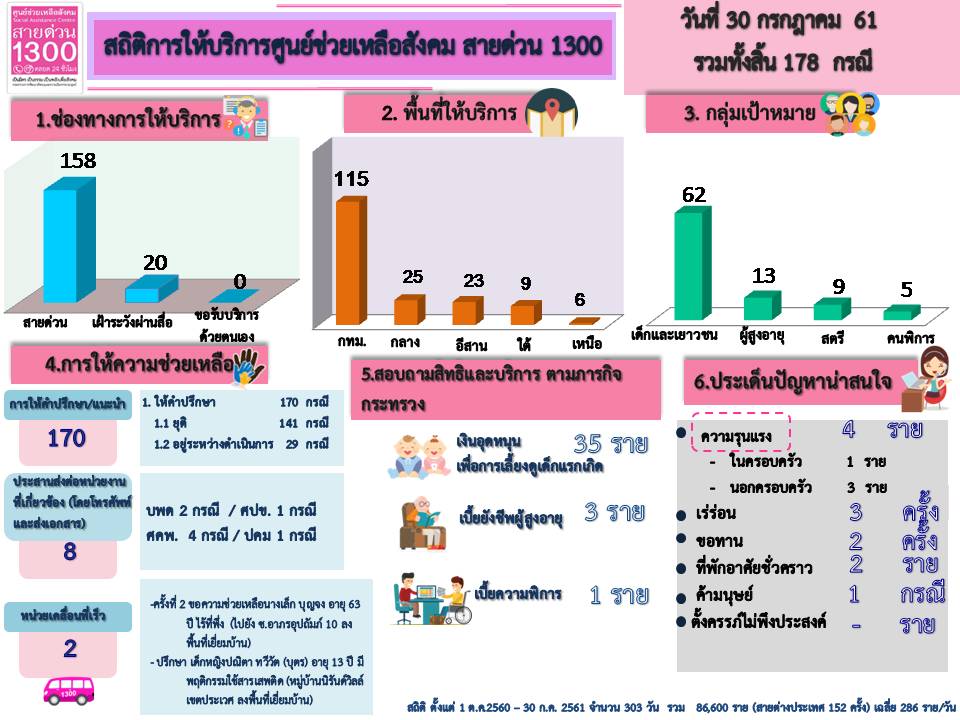 ศูนย์ช่วยเหลือสังคม
Social Assistance Centre
สายด่วน
1300
ตลอด 24 ชั่วโมง
สถิติการให้บริการศูนย์ช่วยเหลือสังคม สายด่วน 1300
วันที่ 30 กรกฎาคม 61
รวมทั้งสิ้น 178 กรณี
1.ช่องทางการให้บริการ
158
20
0
สายด่วน
เฝ้าระวังผ่านสื่อ
ขอรับบริการ
ด้วยตนเอง
2. พื้นที่ให้บริการ
115
25
23
9
6
กทม.
กลาง
อีสาน
ใต้
เหนือ
3. กลุ่มเป้าหมาย
62
13
9
5
เด็กและเยาวชน
ผู้สูงอายุ
สตรี
คนพิการ
4.การให้ความช่วยเหลือ
การให้คำปรึกษา/แนะนำ
170
1. ให้คำปรึกษา 170 กรณี
1.1 ยุติ 141 กรณี
1.2 อยู่ระหว่างดำเนินการ 29 กรณี
ประสานส่งต่อหน่วยงาน
ที่เกี่ยวข้อง (โดยโทรศัพท์
และส่งเอกสาร)
8
บพด 2 กรณี / ศปข. 1 กรณี
ศคพ. 4 กรณี / ปคม 1 กรณี
หน่วยเคลื่อนที่เร็ว
2
1300
-ครั้งที่ 2 ขอความช่วยเหลือนางเล็ก บุญจง อายุ 63
ปี ไร้ที่พึ่ง (ไปยัง ซ.อาภรอุปถัมภ์ 10 ลง
พื้นที่เยี่ยมบ้าน)
- ปรึกษา เด็กหญิงปณิตา ทวีวัด (บุตร) อายุ 13 ปี มี
พฤติกรรมใช้สารเสพติด (หมู่บ้านนิรันด์วิลล์
เขตประเวศ ลงพื้นที่เยี่ยมบ้าน)
5.สอบถามสิทธิและบริการ ตามภารกิจ
กระทรวง
เงินอุดหนุน
เพื่อการเลี้ยงดูเด็กแรกเกิด
35 ราย
เบี้ยยังชีพผู้สูงอายุ 3 ราย
เบี้ยความพิการ 1 ราย
6.ประเด็นปัญหาน่าสนใจ
ความรุนแรง 4 ราย
- ในครอบครัว 1 ราย
- นอกครอบครัว 3 ราย
เร่ร่อน 3 ครั้ง
ขอทาน 2 ครั้ง
ที่พักอาศัยชั่วคราว 2 ราย
ค้ามนุษย์ 1 กรณี
ตั้งครรภ์ไม่พึงประสงค์ - ราย
สถิติ ตั้งแต่ 1 ต.ค.2560 – 30 ก.ค. 2561 จำนวน 303 วัน รวม 86,600 ราย (สายต่างประเทศ 152 ครั้ง) เฉลี่ย 286 ราย/วัน